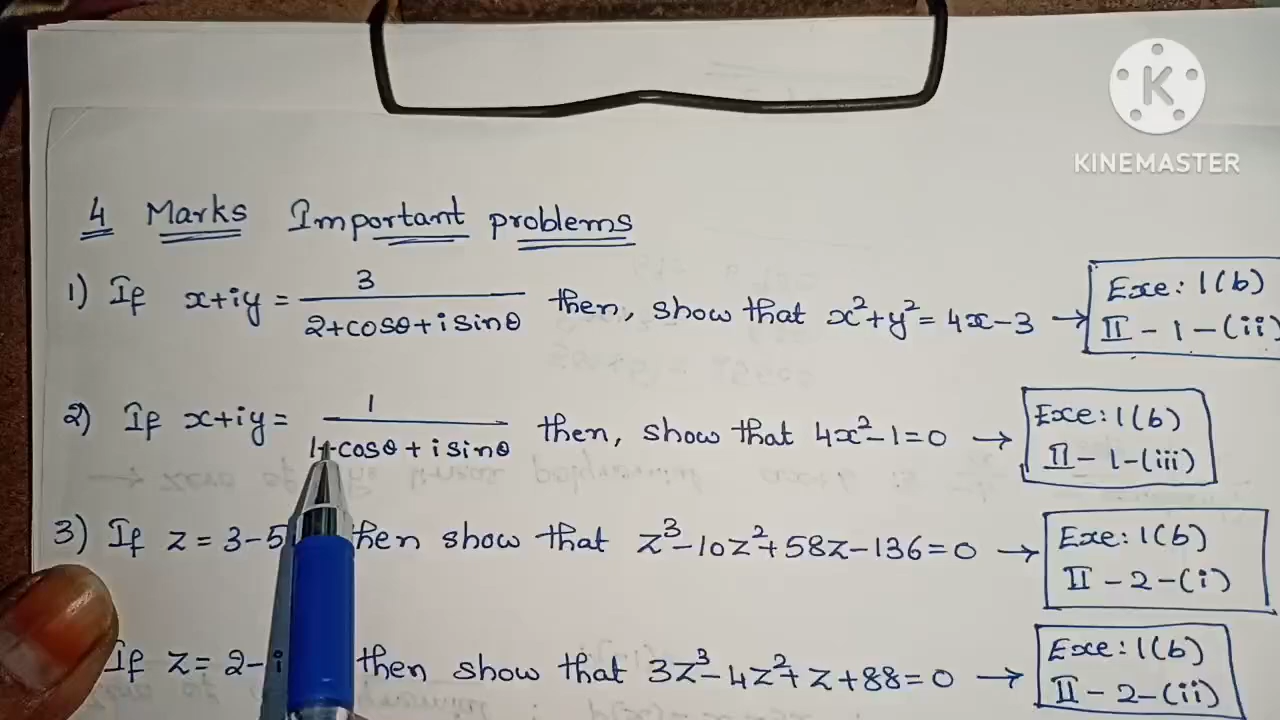 KINEMASTER
4 Marks Important problems
1) If x+iy = 3/(2+cosθ+i sinθ) then, show that x²+y² = 4x-3 → Exe: 1(b) II-1-(ii)
2) If x+iy = 1/(1+cosθ+i sinθ) then, show that 4x²-1=0 → Exe: 1(b) II-1-(iii)
3) If z = 3-5 then show that z³-10z²+58z-136=0 → Exe: 1(b) II-2-(i)
If z = 2-i then show that 3z³-4z²+z+88=0 → Exe: 1(b) II-2-(ii)